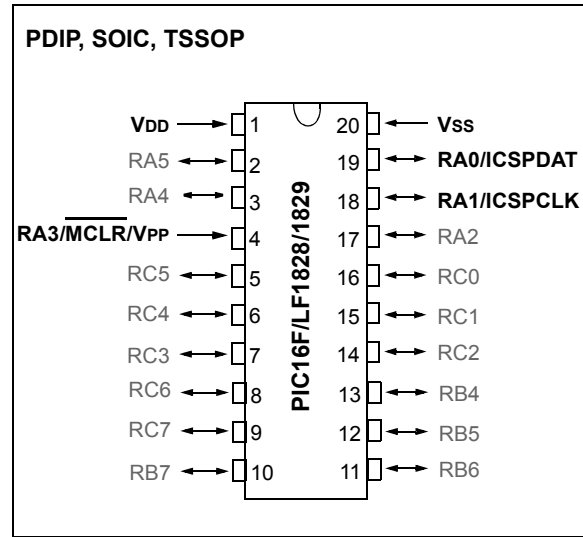 PDIP, SOIC, TSSOP
VDD 1 20 VSS
RA5 2 19 RA0/ICSPDAT
RA4 3 18 RA1/ICSPCLK
RA3/MCLR/VPP 4 17 RA2
RC5 5 16 RC0
RC4 6 15 RC1
RC3 7 14 RC2
RC6 8 13 RB4
RC7 9 12 RB5
RB7 10 11 RB6
PIC16F/LF1828/1829